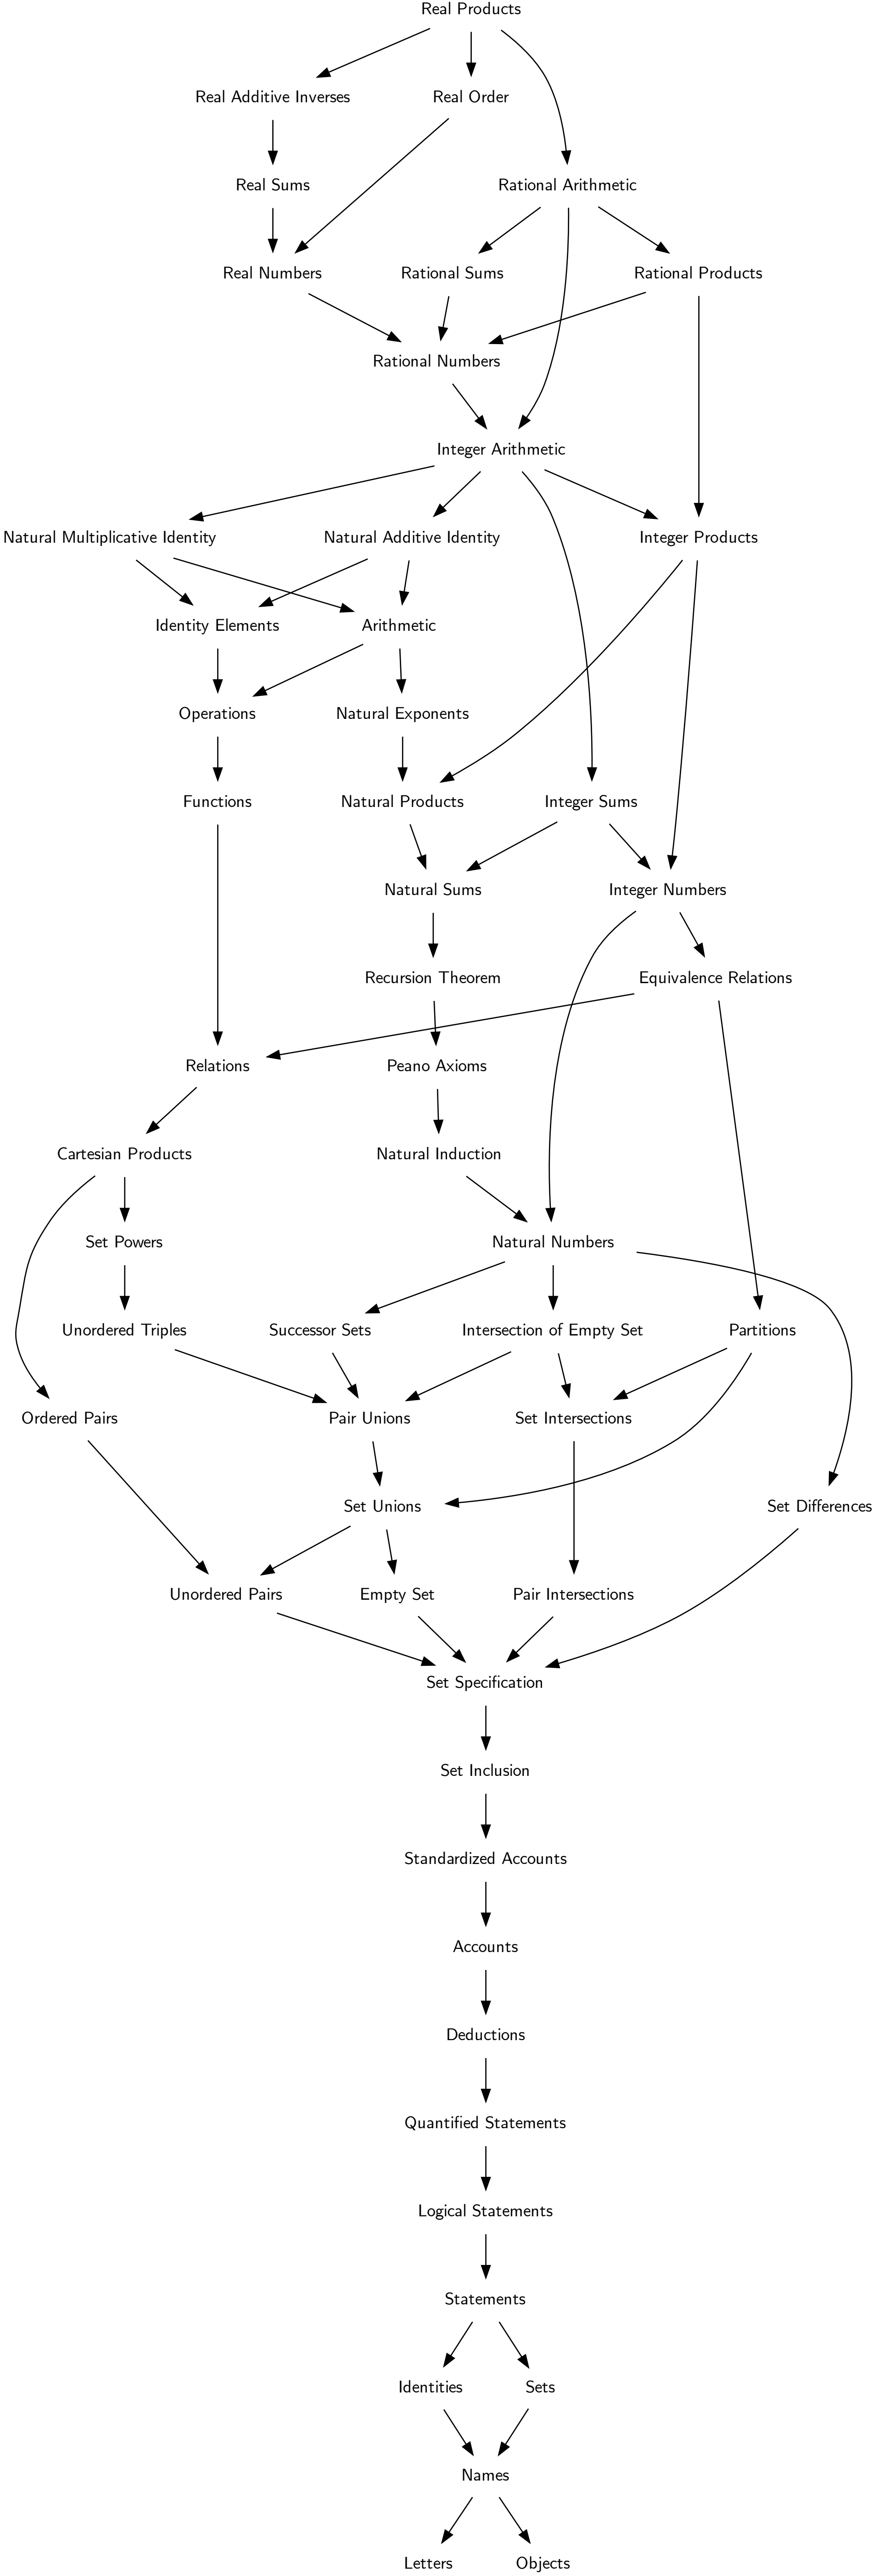 Real Products
Real Additive Inverses
Real Order
Real Sums
Rational Arithmetic
Real Numbers
Rational Sums
Rational Products
Rational Numbers
Integer Arithmetic
Natural Multiplicative Identity
Natural Additive Identity
Integer Products
Identity Elements
Arithmetic
Operations
Natural Exponents
Functions
Natural Products
Integer Sums
Natural Sums
Integer Numbers
Recursion Theorem
Equivalence Relations
Relations
Peano Axioms
Cartesian Products
Natural Induction
Set Powers
Natural Numbers
Unordered Triples
Successor Sets
Intersection of Empty Set
Partitions
Ordered Pairs
Pair Unions
Set Intersections
Set Unions
Set Differences
Unordered Pairs
Empty Set
Pair Intersections
Set Specification
Set Inclusion
Standardized Accounts
Accounts
Deductions
Quantified Statements
Logical Statements
Statements
Identities
Sets
Names
Letters
Objects